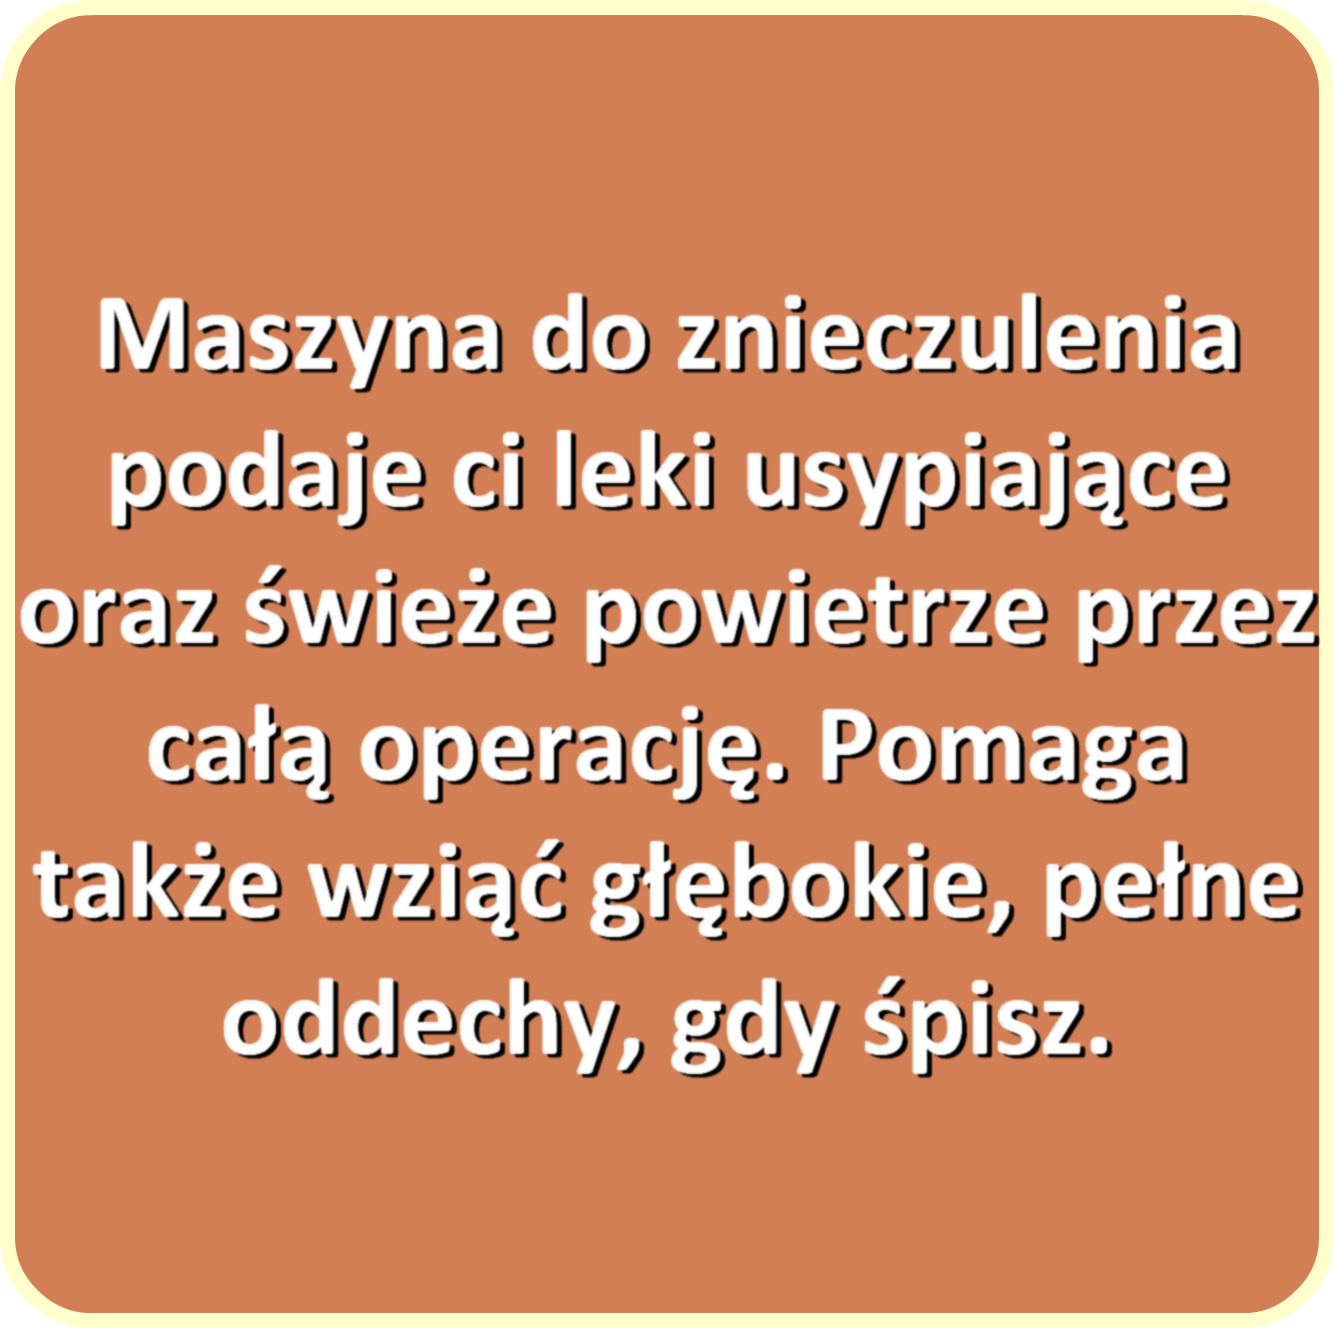 Maszyna do znieczulenia
podaje ci leki usypiające
oraz świeże powietrze przez
całą operację. Pomaga
także wziąć głębokie, pełne
oddechy, gdy śpisz.